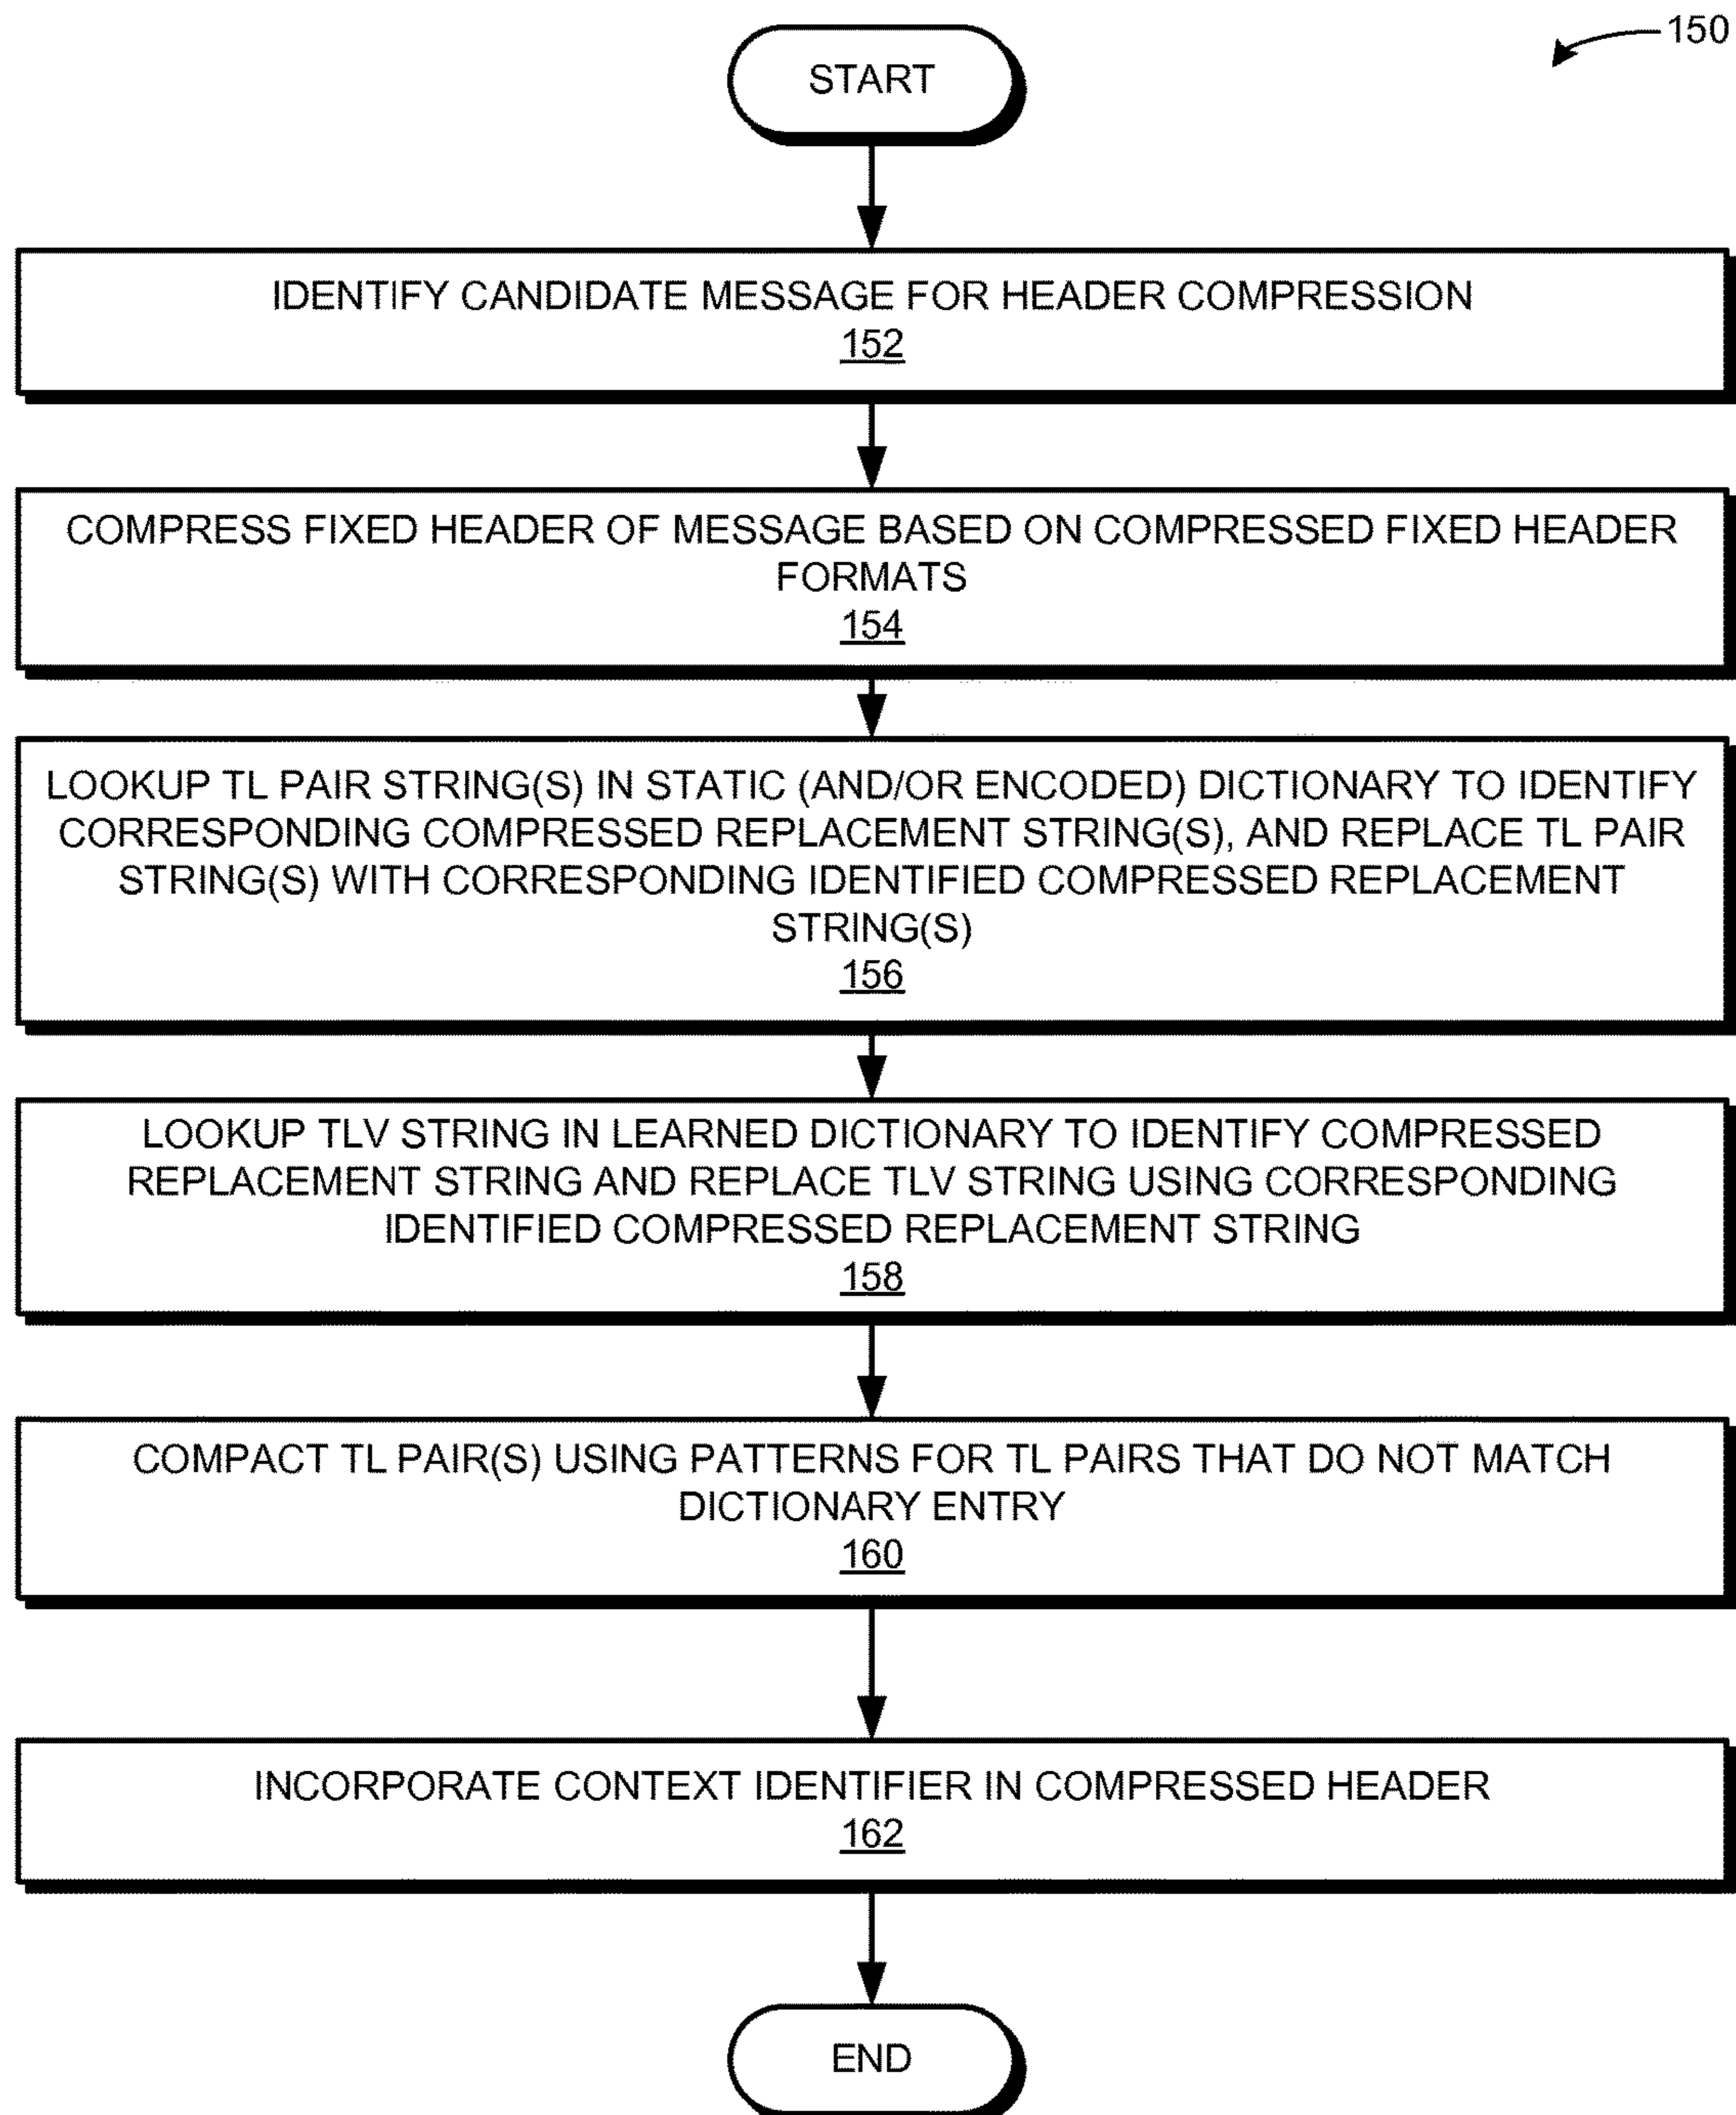 150
START
IDENTIFY CANDIDATE MESSAGE FOR HEADER COMPRESSION
152
COMPRESS FIXED HEADER OF MESSAGE BASED ON COMPRESSED FIXED HEADER
FORMATS
154
LOOKUP TL PAIR STRING(S) IN STATIC (AND/OR ENCODED) DICTIONARY TO IDENTIFY
CORRESPONDING COMPRESSED REPLACEMENT STRING(S), AND REPLACE TL PAIR
STRING(S) WITH CORRESPONDING IDENTIFIED COMPRESSED REPLACEMENT
STRING(S)
156
LOOKUP TLV STRING IN LEARNED DICTIONARY TO IDENTIFY COMPRESSED
REPLACEMENT STRING AND REPLACE TLV STRING USING CORRESPONDING
IDENTIFIED COMPRESSED REPLACEMENT STRING
158
COMPACT TL PAIR(S) USING PATTERNS FOR TL PAIRS THAT DO NOT MATCH
DICTIONARY ENTRY
160
INCORPORATE CONTEXT IDENTIFIER IN COMPRESSED HEADER
162
END